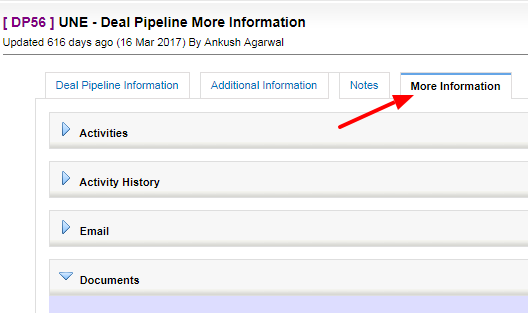 [ DP56 ] UNE - Deal Pipeline More Information
Updated 616 days ago (16 Mar 2017) By Ankush Agarwal
Deal Pipeline Information Additional Information Notes More Information
Activities
Activity History
Email
Documents